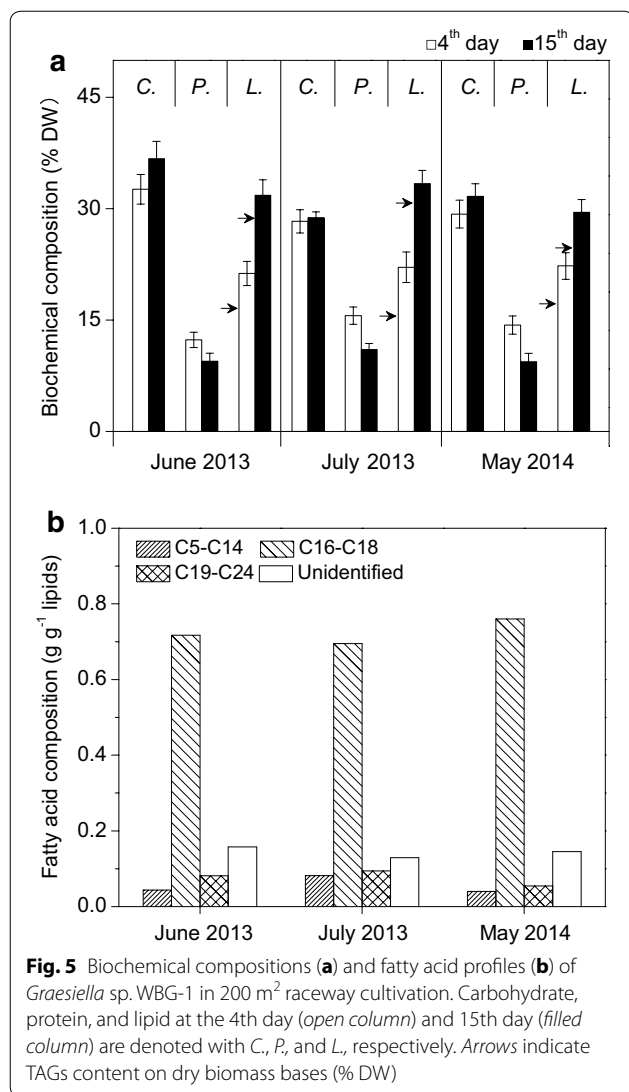 □ 4th day ■ 15th day
a
C. P. L. C. P. L. C. P. L.
Biochemical composition (% DW)
45
30
15
0
June 2013 July 2013 May 2014
b
Fatty acid composition (g g-1 lipids)
1.0
0.8
0.6
0.4
0.2
0.0
C5-C14 C16-C18
C19-C24 Unidentified
June 2013 July 2013 May 2014
Fig. 5 Biochemical compositions (a) and fatty acid profiles (b) of
Graesiella sp. WBG-1 in 200 m2 raceway cultivation. Carbohydrate,
protein, and lipid at the 4th day (open column) and 15th day (filled
column) are denoted with C., P., and L., respectively. Arrows indicate
TAGs content on dry biomass bases (% DW)